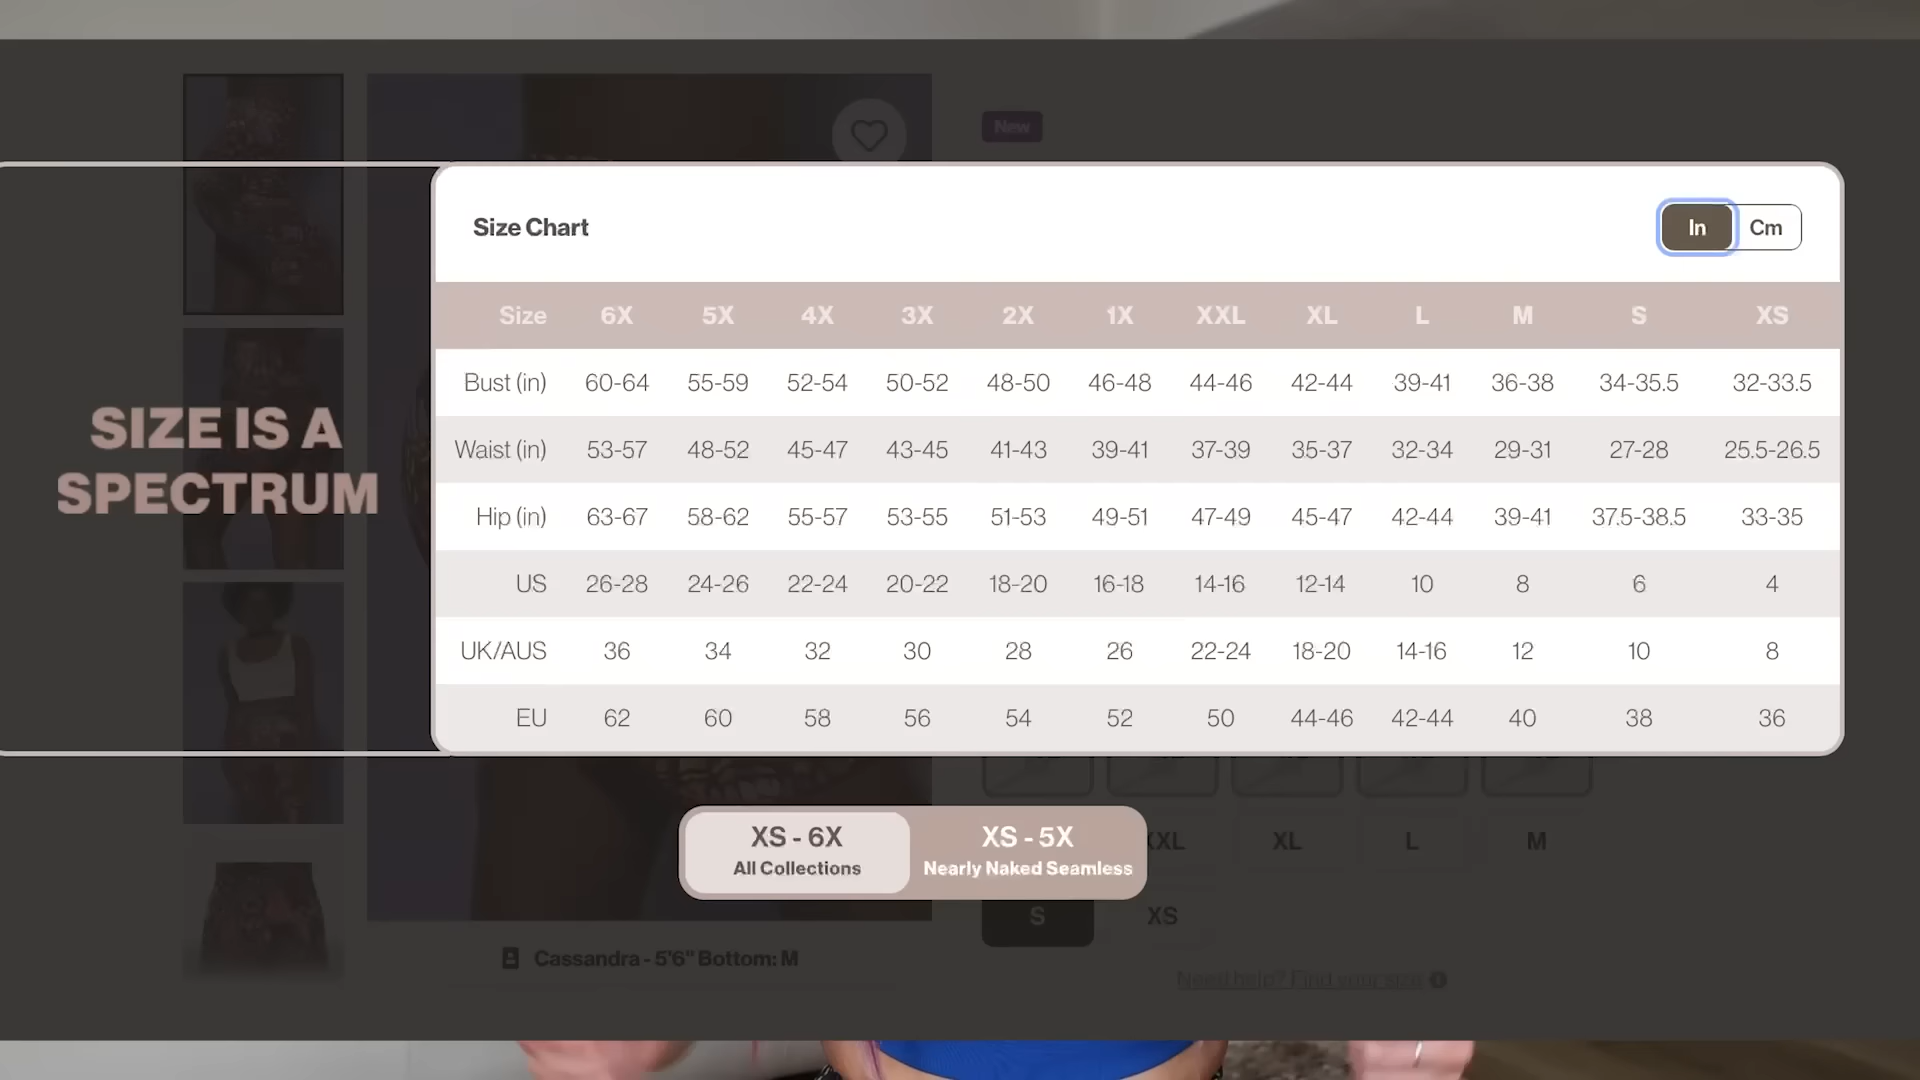 New
Size Chart
In Cm
SIZE IS A
SPECTRUM
Size 6X 5X 4X 3X 2X 1X XXL XL L M S XS
Bust (in) 60-64 55-59 52-54 50-52 48-50 46-48 44-46 42-44 39-41 36-38 34-35.5 32-33.5
Waist (in) 53-57 48-52 45-47 43-45 41-43 39-41 37-39 35-37 32-34 29-31 27-28 25.5-26.5
Hip (in) 63-67 58-62 55-57 53-55 51-53 49-51 47-49 45-47 42-44 39-41 37.5-38.5 33-35
US 26-28 24-26 22-24 20-22 18-20 16-18 14-16 12-14 10 8 6 4
UK/AUS 36 34 32 30 28 26 22-24 18-20 14-16 12 10 8
EU 62 60 58 56 54 52 50 44-46 42-44 40 38 36
XS - 6X
All Collections
XS - 5X
Nearly Naked Seamless
XL L M
S XS
Cassandra - 5'6" Bottom: M
Need help? Find your size